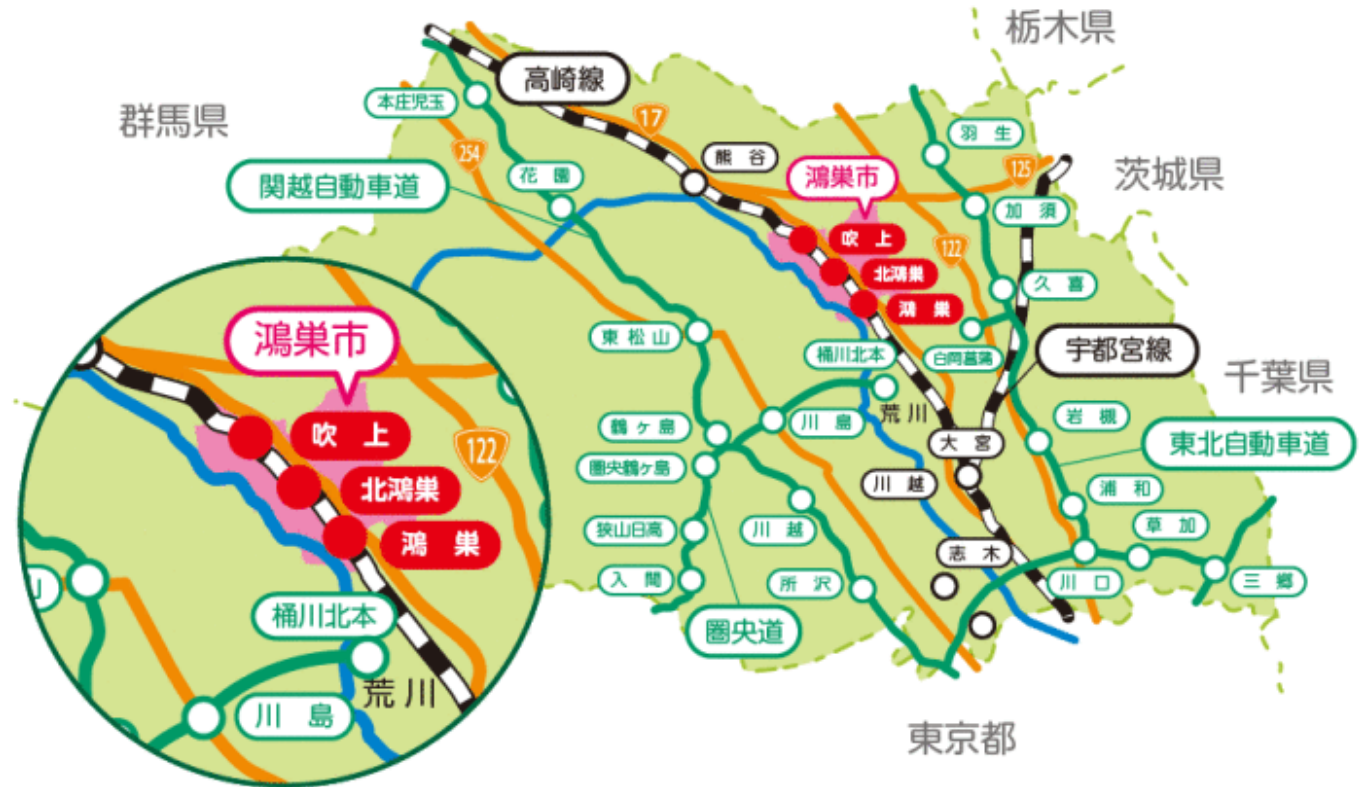 栃木県
高崎線
本庄児玉
群馬県
17
羽生
254
熊谷
125
花園
鴻巣市
茨城県
関越自動車道
加須
吹上
122
北鴻巣
久喜
鴻巣
東松山
桶川北本
白岡菖蒲
宇都宮線
千葉県
荒川
岩槻
川島
鶴ヶ島
大宮
東北自動車道
圏央鶴ヶ島
川越
浦和
狭山日高
川越
草加
志木
入間
所沢
川口
三郷
圏央道
東京都
鴻巣市
吹上
122
北鴻巣
鴻巣
山
桶川北本
荒川
川島